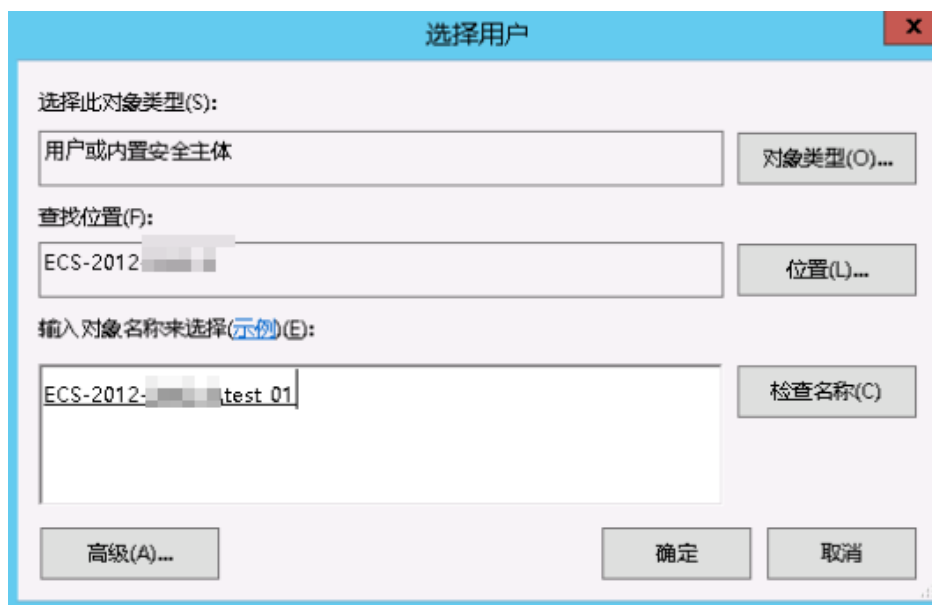 选择用户
x
选择此对象类型(S):
用户或内置安全主体
对象类型(O)...
查找位置(F):
ECS-2012-
位置(L)...
输入对象名称来选择(示例)(E):
ECS-2012- \test_01
检查名称(C)
高级(A)...
确定
取消